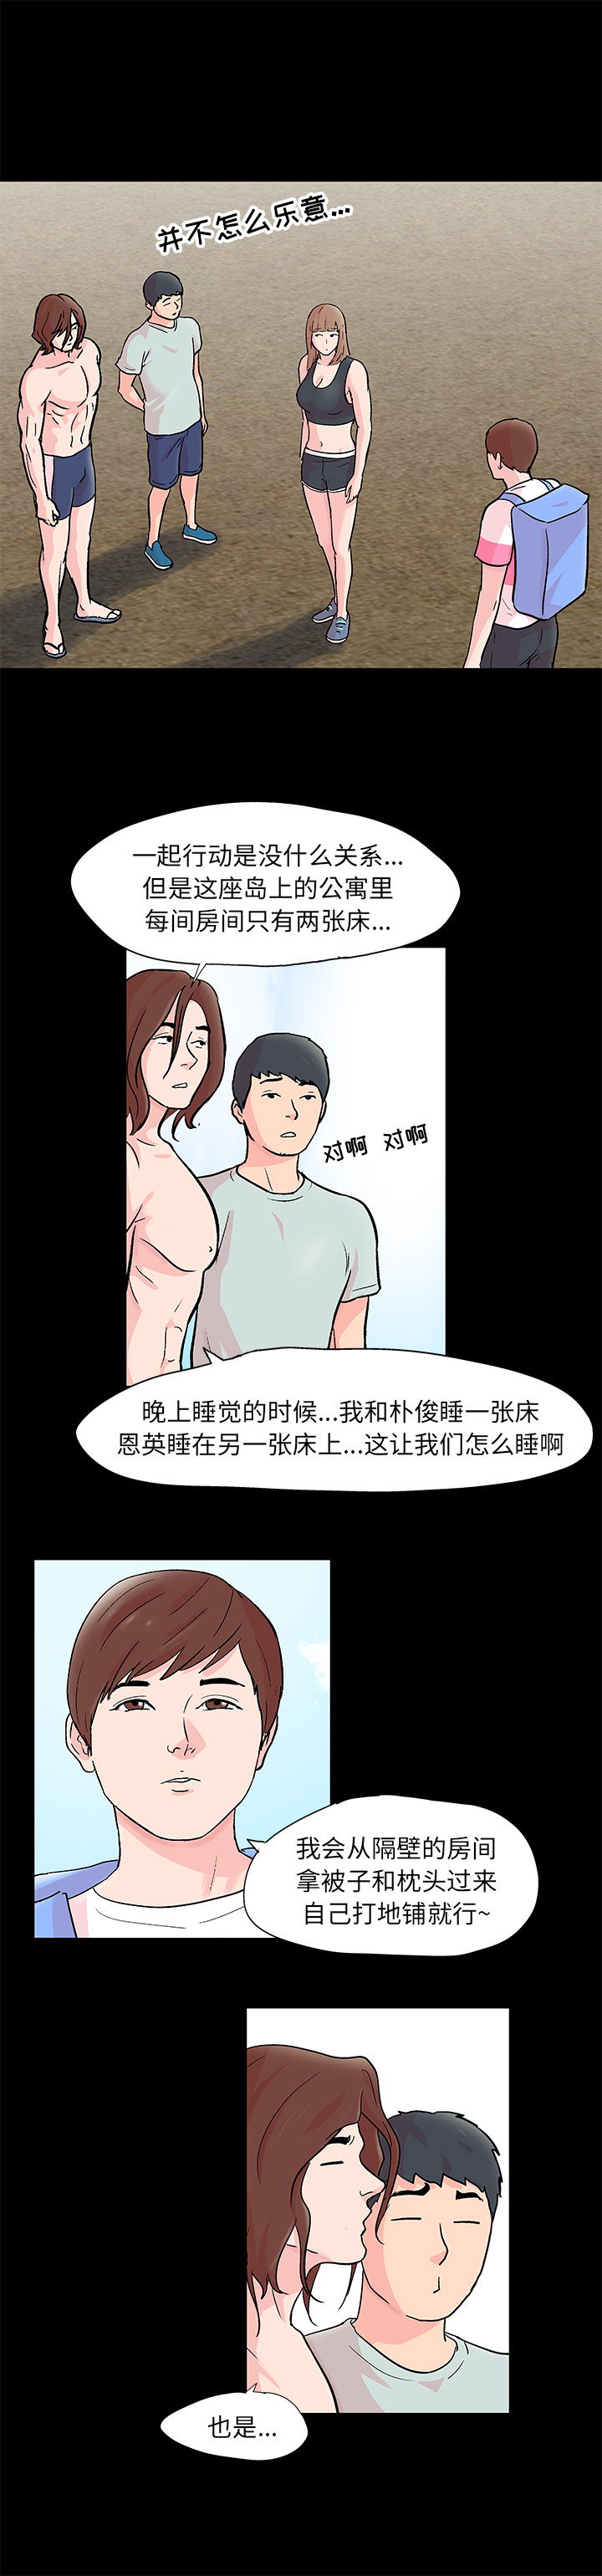 并不怎么乐意...
一起行动是没什么关系...
但是这座岛上的公寓里
每间房间只有两张床...
对啊 对啊
晚上睡觉的时候...我和朴俊睡一张床
恩英睡在另一张床上...这让我们怎么睡啊
我会从隔壁的房间
拿被子和枕头过来
自己打地铺就行~
也是...